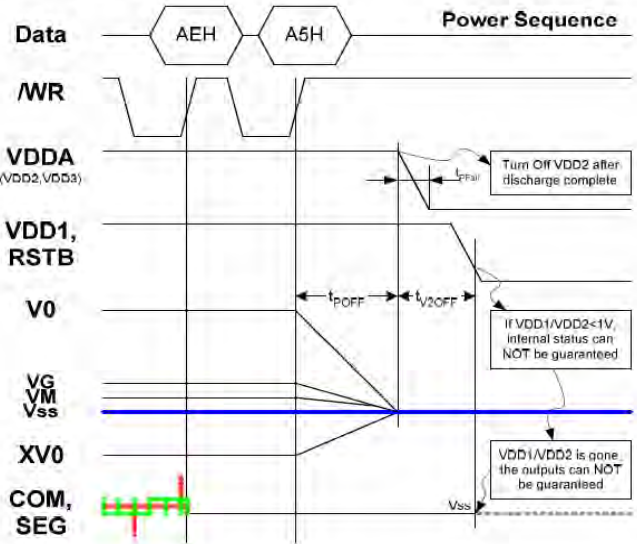 Power Sequence
Data
AEH
A5H
/WR
VDDA
(VDD2,VDD3)
tPFall
Turn Off VDD2 after
discharge complete
VDD1,
RSTB
tPOFF
tV2OFF
V0
If VDD1/VDD2<1V,
internal status can
NOT be guaranteed
VG
VM
Vss
XV0
VDD1/VDD2 is gone,
the outputs can NOT
be guaranteed
COM,
SEG
Vss